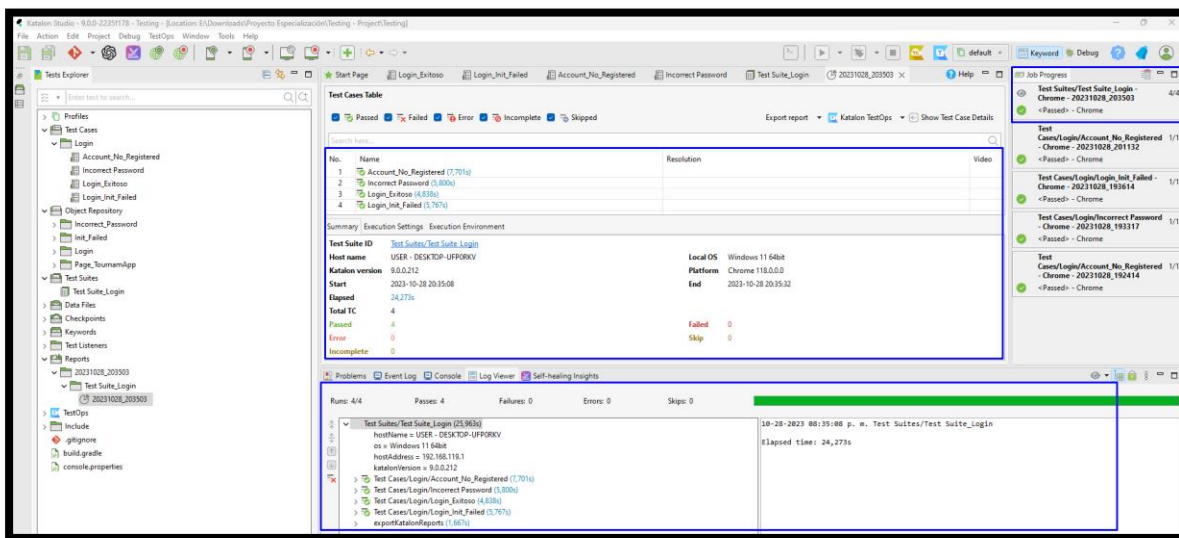 Katalon Studio - 9.0.0-2235f178 - Testing - [Location: E:\Downloads\Proyecto Especialización\Testing - Project\Testing]
File Action Edit Project Debug TestOps Window Tools Help
default
Keyword Debug
Tests Explorer
Enter text to search...
Profiles
Test Cases
Login
Account_No_Registered
Incorrect Password
Login_Exitoso
Login_Init_Failed
Object Repository
Incorrect_Password
Init_Failed
Login
Page_TournamApp
Test Suites
Test Suite_Login
Data Files
Checkpoints
Keywords
Test Listeners
Reports
20231028_203503
Test Suite_Login
20231028_203503
TestOps
Include
.gitignore
build.gradle
console.properties
Start Page Login_Exitoso Login_Init_Failed Account_No_Registered Incorrect Password Test Suite_Login 20231028_203503 Help
Test Cases Table
Passed Failed Error Incomplete Skipped Export report Katalon TestOps Show Test Case Details
Search here...
No. Name Resolution Video
1 Account_No_Registered (7,701s)
2 Incorrect Password (5,800s)
3 Login_Exitoso (4,838s)
4 Login_Init_Failed (5,767s)
Summary Execution Settings Execution Environment
Test Suite ID Test Suites/Test Suite_Login
Host name USER - DESKTOP-UFP0RKV Local OS Windows 11 64bit
Katalon version 9.0.0.212 Platform Chrome 118.0.0.0
Start 2023-10-28 20:35:08 End 2023-10-28 20:35:32
Elapsed 24,273s
Total TC 4
Passed 4 Failed 0
Error 0 Skip 0
Incomplete 0
Problems Event Log Console Log Viewer Self-healing Insights
Runs: 4/4 Passes: 4 Failures: 0 Errors: 0 Skips: 0
Test Suites/Test Suite_Login (25,963s)
hostName = USER - DESKTOP-UFP0RKV
os = Windows 11 64bit
hostAddress = 192.168.119.1
katalonVersion = 9.0.0.212
Test Cases/Login/Account_No_Registered (7,701s)
Test Cases/Login/Incorrect Password (5,800s)
Test Cases/Login/Login_Exitoso (4,838s)
Test Cases/Login/Login_Init_Failed (5,767s)
exportKatalonReports (1,667s)
10-28-2023 08:35:08 p. m. Test Suites/Test Suite_Login
Elapsed time: 24,273s
Job Progress
Test Suites/Test Suite_Login - 4/4
Chrome - 20231028_203503
<Passed> - Chrome
Test
Cases/Login/Account_No_Registered 1/1
- Chrome - 20231028_201132
<Passed> - Chrome
Test Cases/Login/Login_Init_Failed - 1/1
Chrome - 20231028_193614
<Passed> - Chrome
Test Cases/Login/Incorrect Password 1/1
- Chrome - 20231028_193317
<Passed> - Chrome
Test
Cases/Login/Account_No_Registered 1/1
- Chrome - 20231028_192414
<Passed> - Chrome